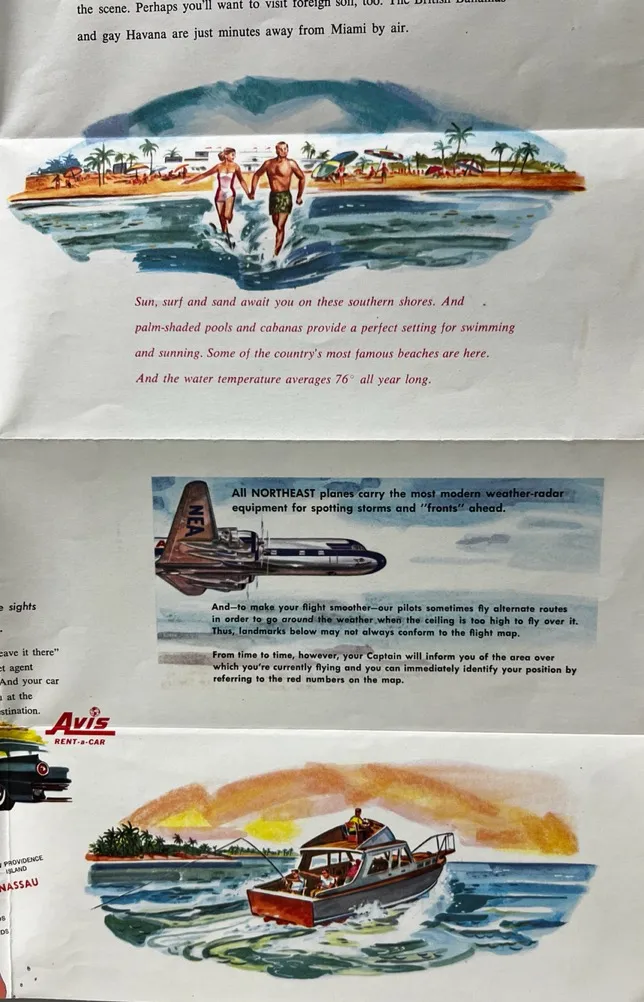 the scene. Perhaps you'll want to visit foreign soil, too. The British Bahamas
and gay Havana are just minutes away from Miami by air.
Sun, surf and sand await you on these southern shores. And
palm-shaded pools and cabanas provide a perfect setting for swimming
and sunning. Some of the country's most famous beaches are here.
And the water temperature averages 76° all year long.
All NORTHEAST planes carry the most modern weather-radar
equipment for spotting storms and "fronts" ahead.
NEA
And—to make your flight smoother—our pilots sometimes fly alternate routes
in order to go around the weather when the ceiling is too high to fly over it.
Thus, landmarks below may not always conform to the flight map.
From time to time, however, your Captain will inform you of the area over
which you're currently flying and you can immediately identify your position by
referring to the red numbers on the map.
sights
eave it there"
agent
And your car
at the
stination.
Avis
RENT-a-CAR
PROVIDENCE
ISLAND
NASSAU